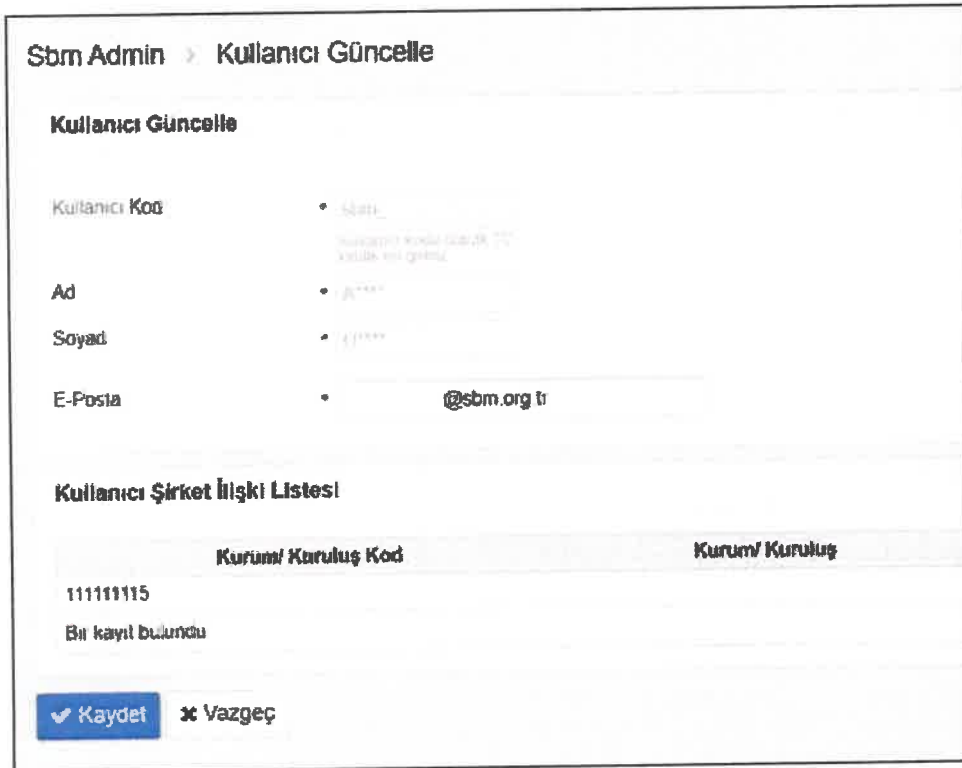 Sbm Admin > Kullanıcı Güncelle
Kullanıcı Güncelle
Kullanıcı Kod •
Ad • A****
Soyad • U****
E-Posta • @sbm.org.tr
Kullanıcı Şirket İlişki Listesi
Kurum/ Kuruluş Kod Kurum/ Kuruluş
111111115
Bir kayıt bulundu
Kaydet Vazgeç